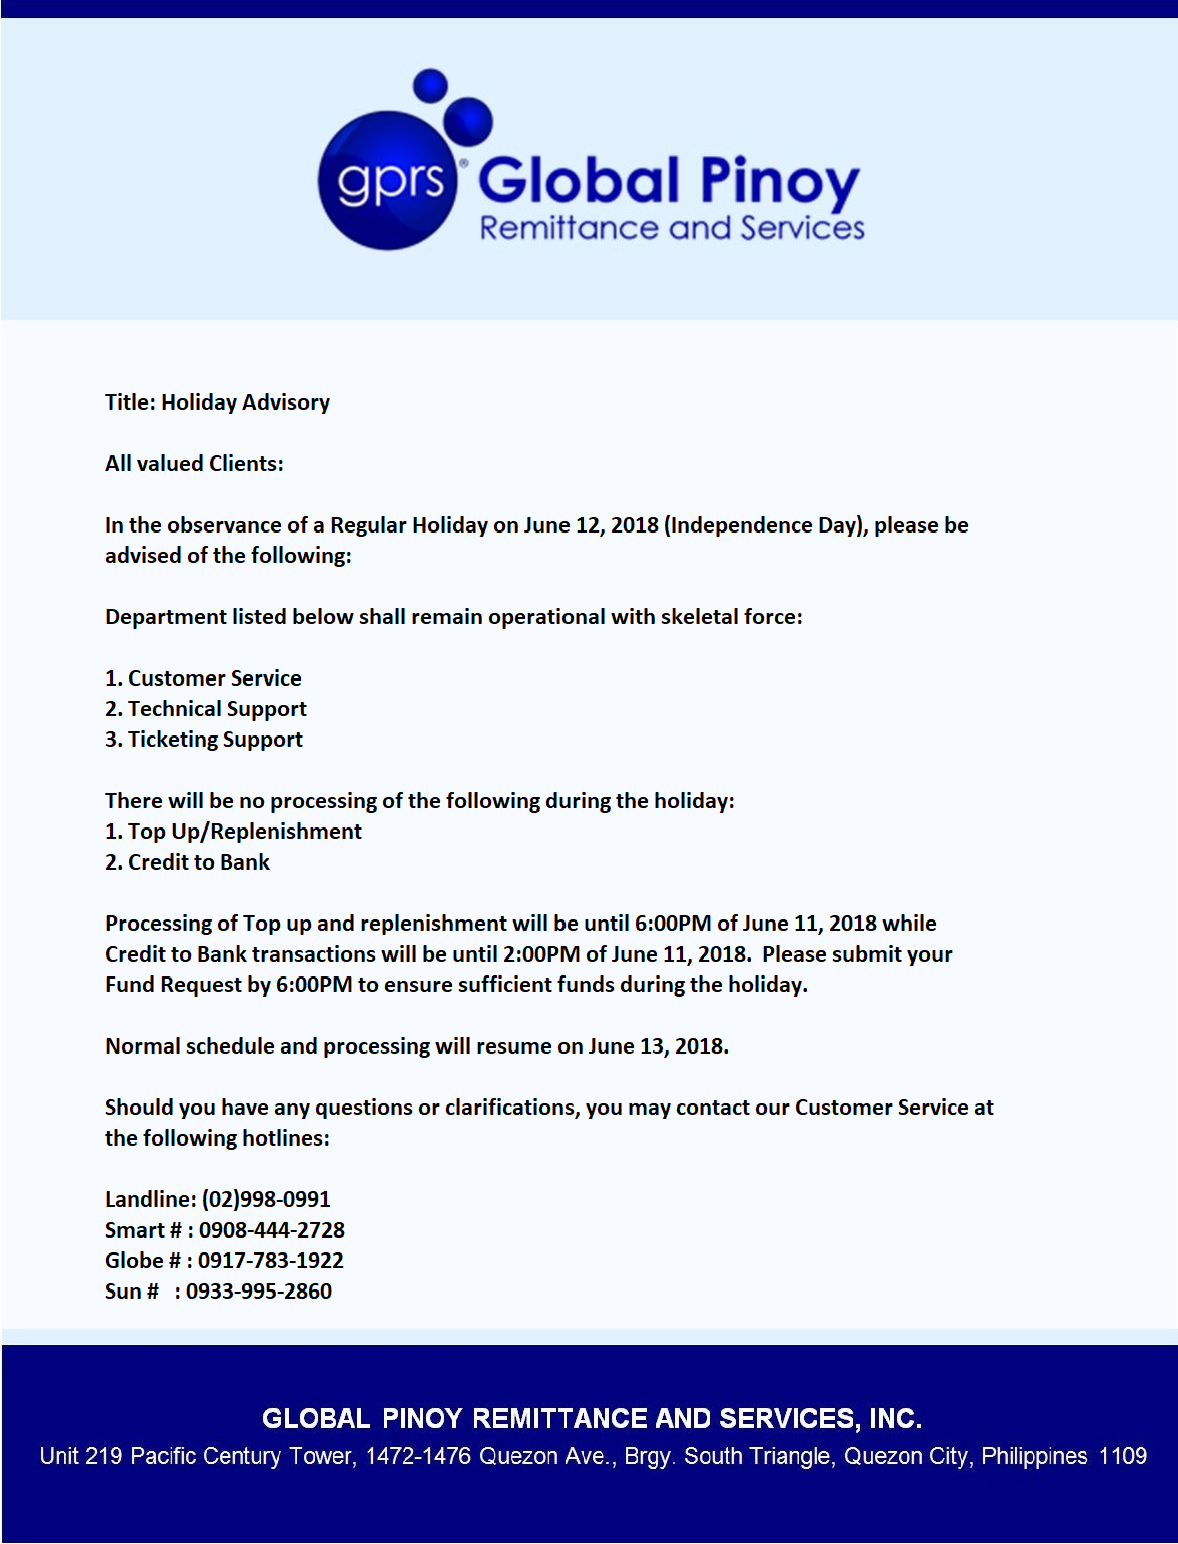 gprs® Global Pinoy
Remittance and Services
Title: Holiday Advisory
All valued Clients:
In the observance of a Regular Holiday on June 12, 2018 (Independence Day), please be
advised of the following:
Department listed below shall remain operational with skeletal force:
1. Customer Service
2. Technical Support
3. Ticketing Support
There will be no processing of the following during the holiday:
1. Top Up/Replenishment
2. Credit to Bank
Processing of Top up and replenishment will be until 6:00PM of June 11, 2018 while
Credit to Bank transactions will be until 2:00PM of June 11, 2018.  Please submit your
Fund Request by 6:00PM to ensure sufficient funds during the holiday.
Normal schedule and processing will resume on June 13, 2018.
Should you have any questions or clarifications, you may contact our Customer Service at
the following hotlines:
Landline: (02)998-0991
Smart # : 0908-444-2728
Globe # : 0917-783-1922
Sun #   : 0933-995-2860
GLOBAL PINOY REMITTANCE AND SERVICES, INC.
Unit 219 Pacific Century Tower, 1472-1476 Quezon Ave., Brgy. South Triangle, Quezon City, Philippines 1109